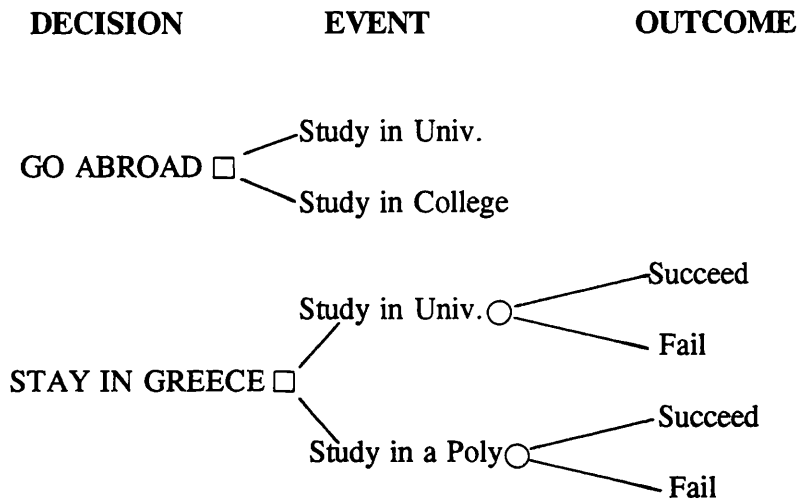 DECISION EVENT OUTCOME
Study in Univ.
GO ABROAD
Study in College
Succeed
Study in Univ.
Fail
STAY IN GREECE
Succeed
Study in a Poly
Fail